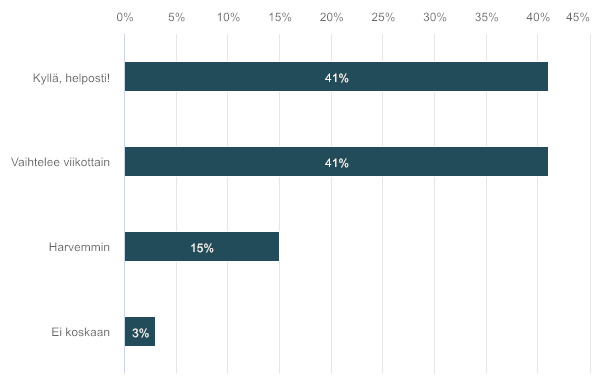 0% 5% 10% 15% 20% 25% 30% 35% 40% 45%
Kyllä, helposti! 41%
Vaihtelee viikottain 41%
Harvemmin 15%
Ei koskaan 3%